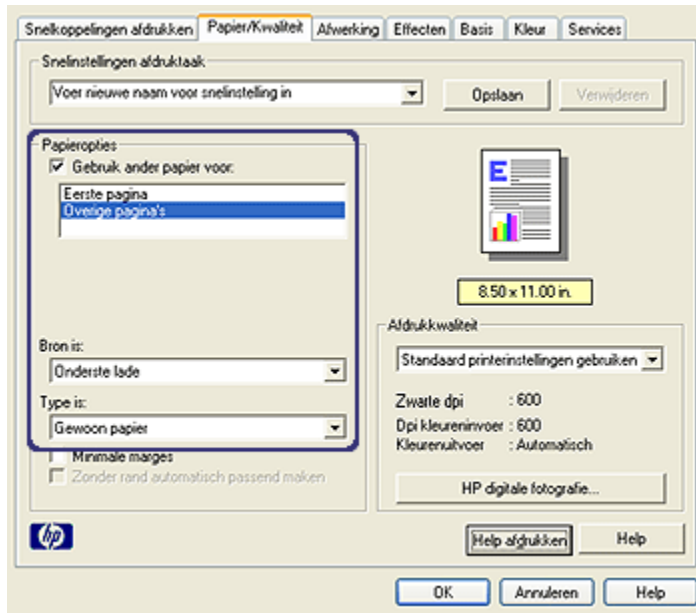 Snelkoppelingen afdrukken Papier/Kwaliteit Afwerking Effecten Basis Kleur Services
Snelinstellingen afdruktaak
Voer nieuwe naam voor snelinstelling in
Opslaan
Verwijderen
Papieropties
Gebruik ander papier voor:
Eerste pagina
Overige pagina's
E
8.50 x 11.00 in.
Bron is:
Onderste lade
Type is:
Gewoon papier
Minimale marges
Zonder rand automatisch passend maken
Afdrukkwaliteit
Standaard printerinstellingen gebruiken
Zwarte dpi : 600
Dpi kleureninvoer : 600
Kleurenuitvoer : Automatisch
HP digitale fotografie...
hp
Help afdrukken
Help
OK
Annuleren
Help